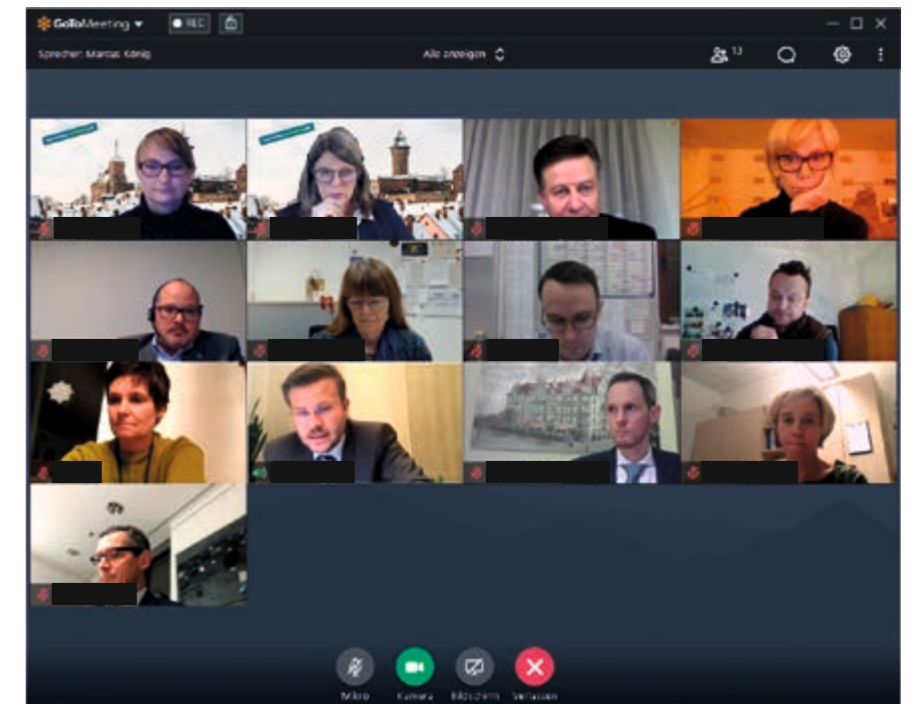 GoToMeeting
REC
Sprecher: Marcus König
Alle anzeigen
13
Mikro
Kamera
Bildschirm
Verlassen